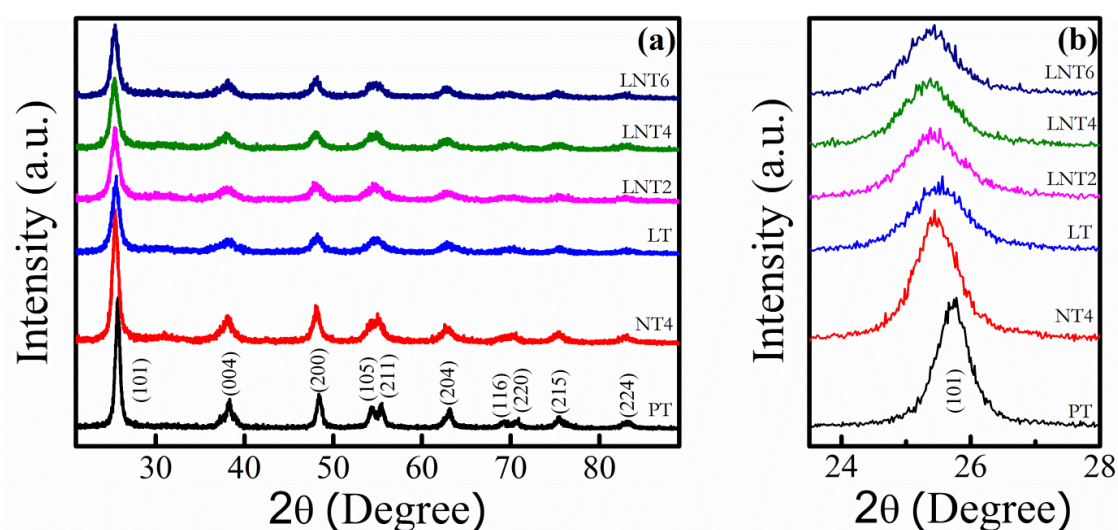 (a)
LNT6
LNT4
LNT2
LT
NT4
PT
(101)
(004)
(200)
(105)
(211)
(204)
(116)
(220)
(215)
(224)
30 40 50 60 70 80
2θ (Degree)
Intensity (a.u.)
(b)
LNT6
LNT4
LNT2
LT
NT4
PT
(101)
24 26 28
2θ (Degree)
Intensity (a.u.)